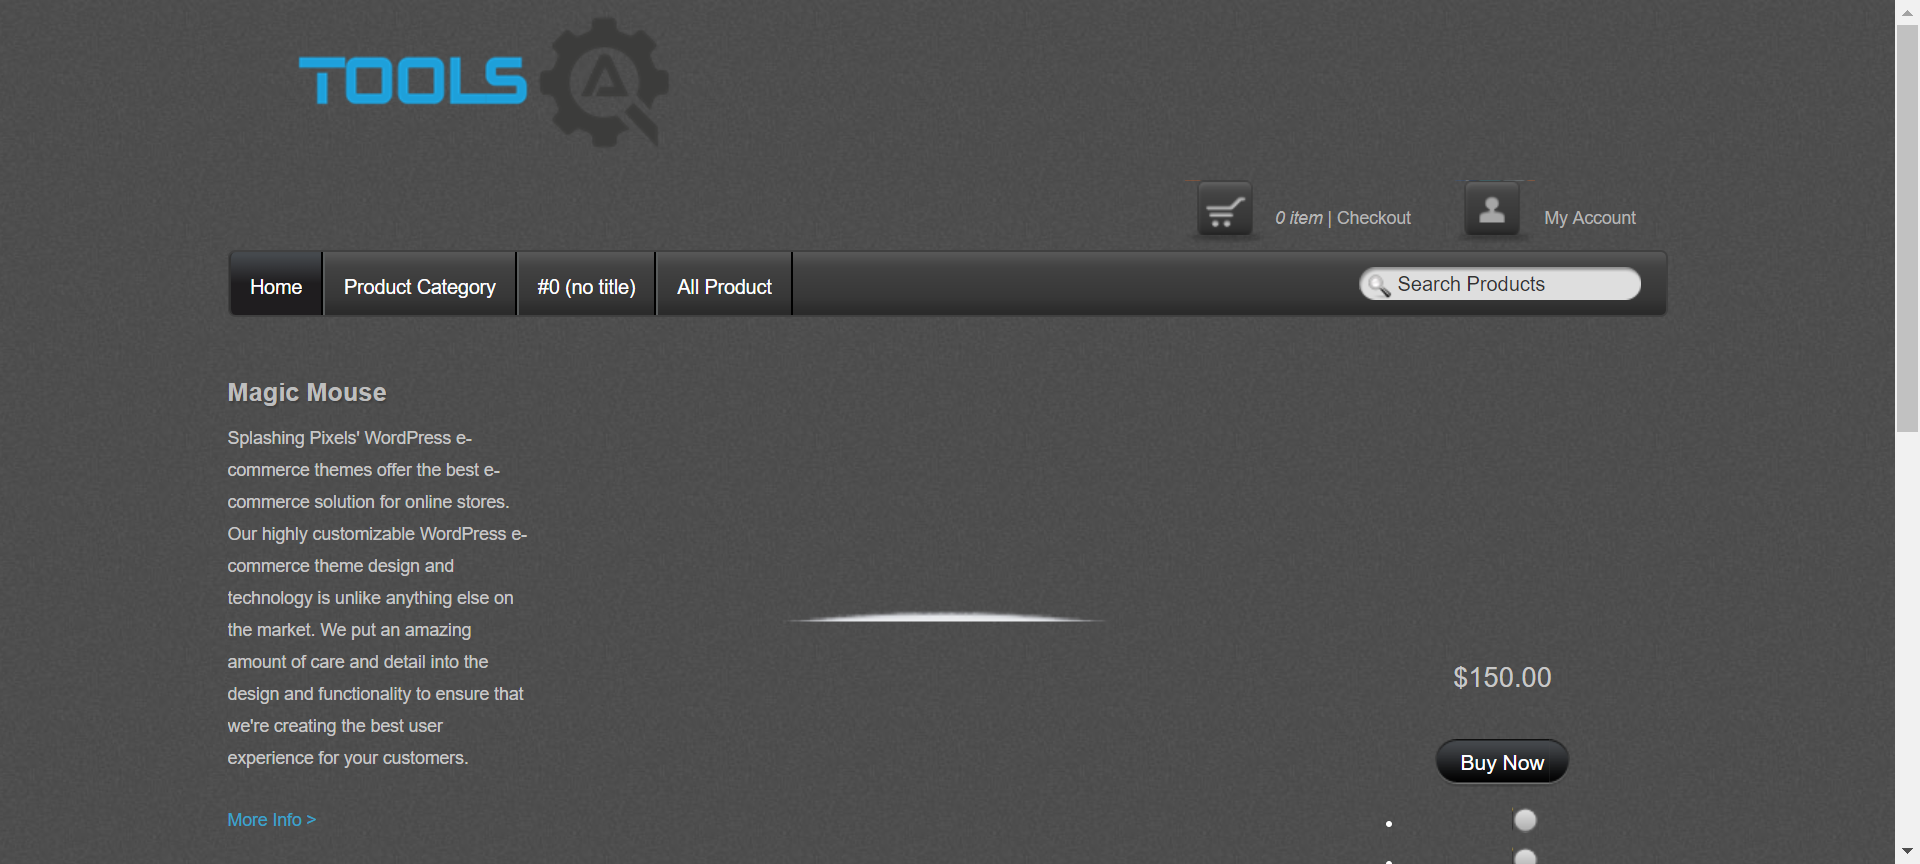 TOOLS
0 item | Checkout
My Account
Home
Product Category
#0 (no title)
All Product
Search Products
Magic Mouse
Splashing Pixels' WordPress e-
commerce themes offer the best e-
commerce solution for online stores.
Our highly customizable WordPress e-
commerce theme design and
technology is unlike anything else on
the market. We put an amazing
amount of care and detail into the
design and functionality to ensure that
we're creating the best user
experience for your customers.
$150.00
Buy Now
More Info >